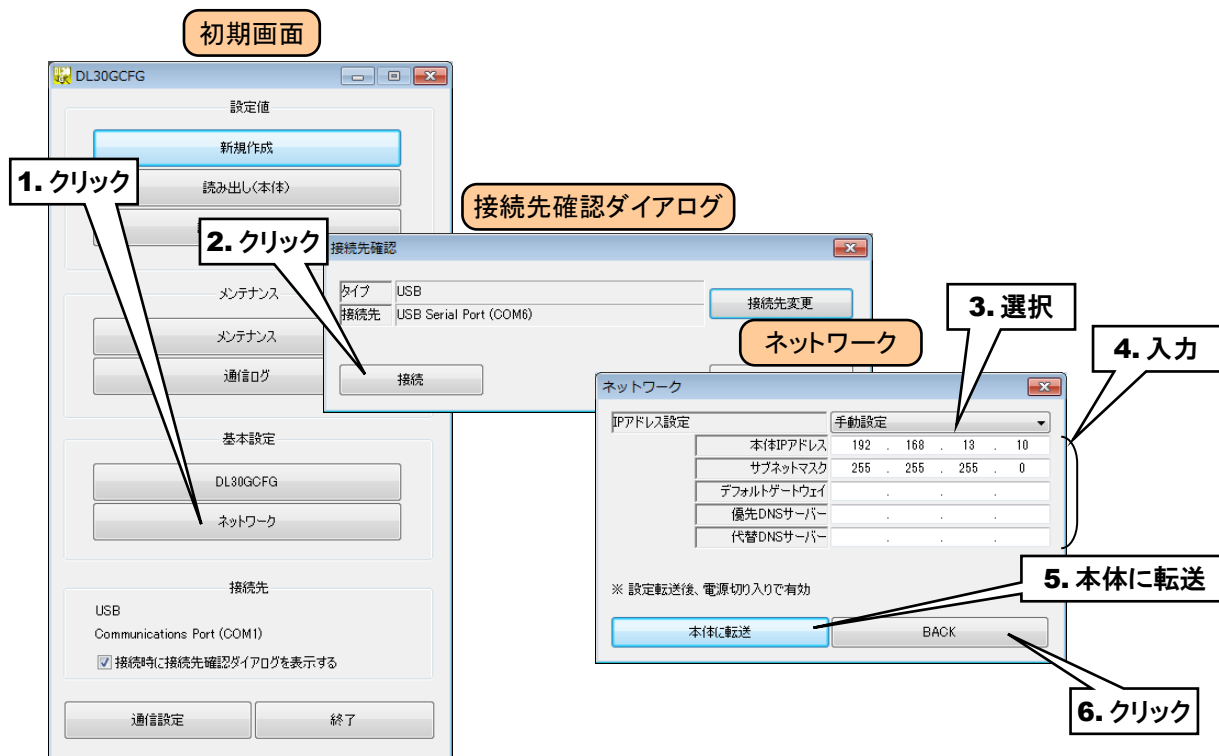 初期画面
DL30GCFG
設定値
新規作成
1. クリック
読み出し(本体)
接続先確認ダイアログ
2. クリック
接続先確認
タイプ USB
接続先 USB Serial Port (COM6)
接続先変更
接続
メンテナンス
メンテナンス
通信ログ
3. 選択
ネットワーク
4. 入力
ネットワーク
IPアドレス設定 手動設定
本体IPアドレス 192 . 168 . 13 . 10
サブネットマスク 255 . 255 . 255 . 0
デフォルトゲートウェイ . . .
優先DNSサーバー . . .
代替DNSサーバー . . .
5. 本体に転送
※ 設定転送後、電源切り入りで有効
本体に転送 BACK
6. クリック
基本設定
DL30GCFG
ネットワーク
接続先
USB
Communications Port (COM1)
接続時に接続先確認ダイアログを表示する
通信設定 終了